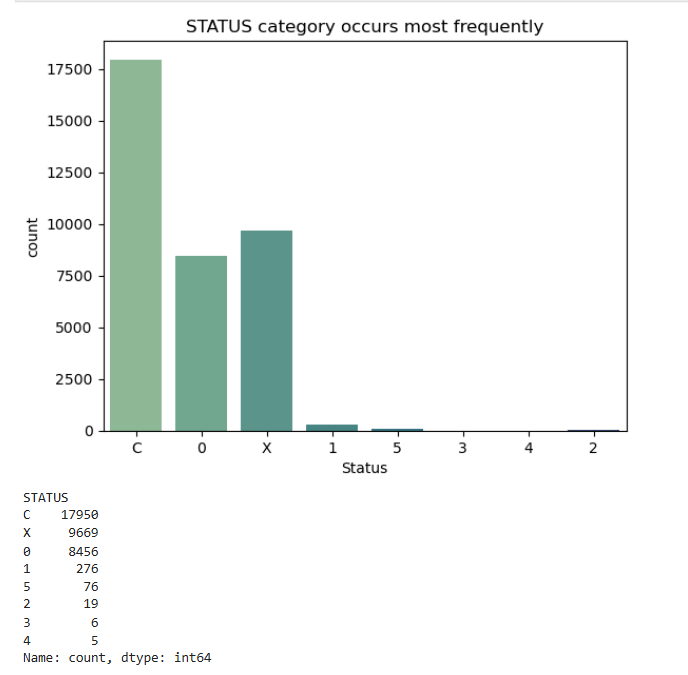 STATUS category occurs most frequently
17500
15000
12500
10000
7500
5000
2500
0
count
C 0 X 1 5 3 4 2
Status
STATUS
C 17950
X 9669
0 8456
1 276
5 76
2 19
3 6
4 5
Name: count, dtype: int64